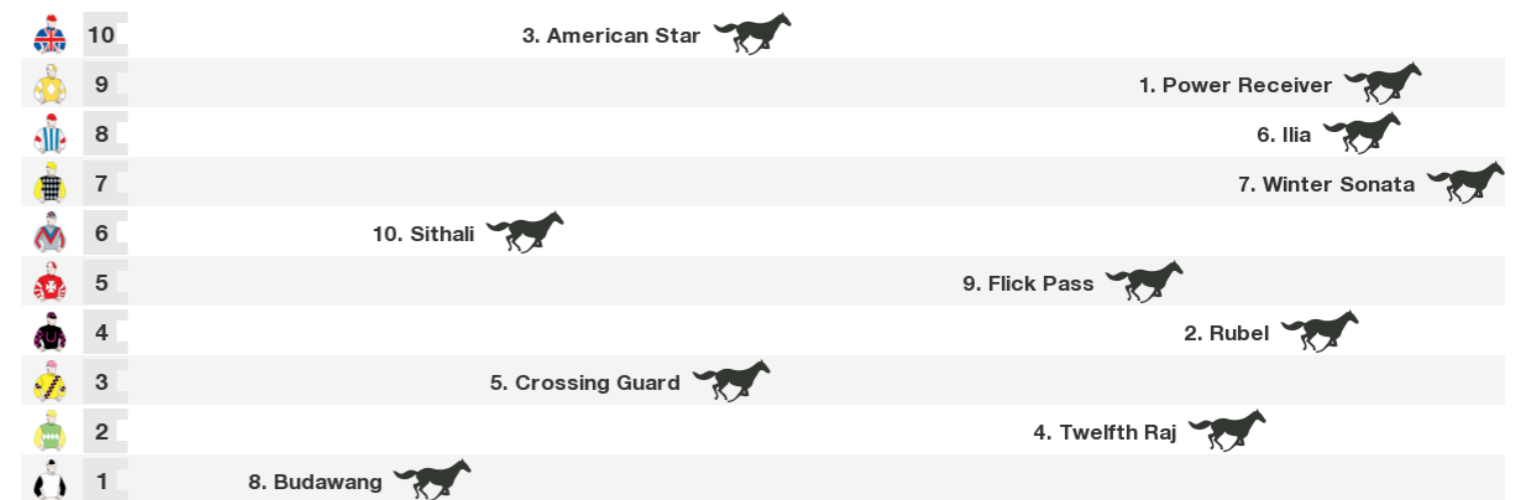 10 3. American Star
9 1. Power Receiver
8 6. Ilia
7 7. Winter Sonata
6 10. Sithali
5 9. Flick Pass
4 2. Rubel
3 5. Crossing Guard
2 4. Twelfth Raj
1 8. Budawang